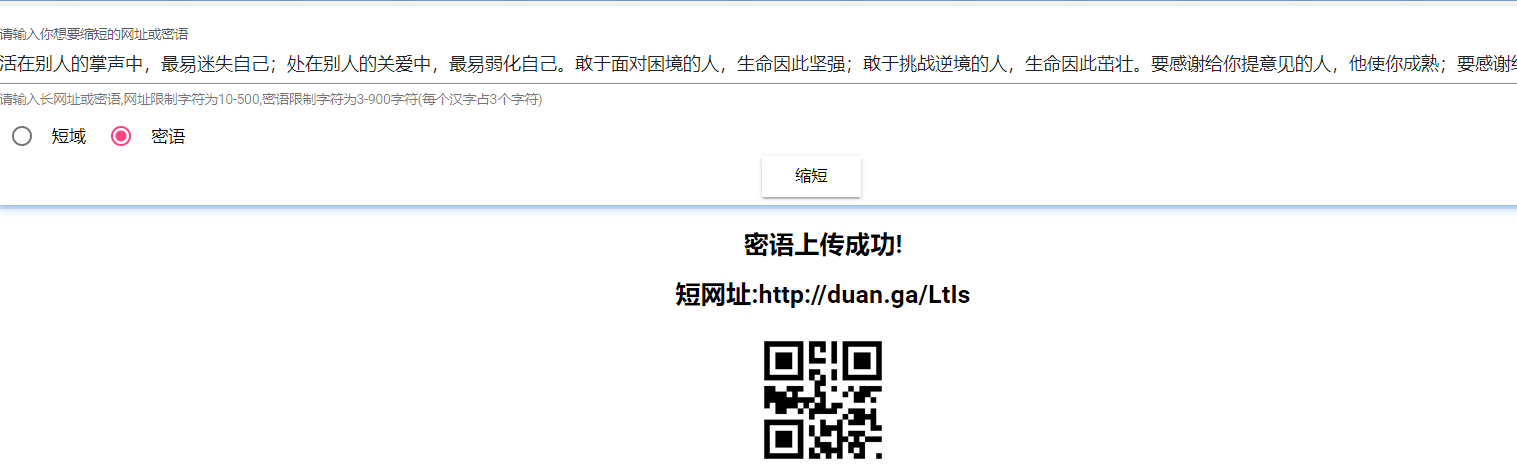 请输入你想要缩短的网址或密语
活在别人的掌声中，最易迷失自己；处在别人的关爱中，最易弱化自己。敢于面对困境的人，生命因此坚强；敢于挑战逆境的人，生命因此茁壮。要感谢给你提意见的人，他使你成熟；要感谢给
请输入长网址或密语,网址限制字符为10-500,密语限制字符为3-900字符(每个汉字占3个字符)
短域 密语
缩短
密语上传成功!
短网址:http://duan.ga/LtIs